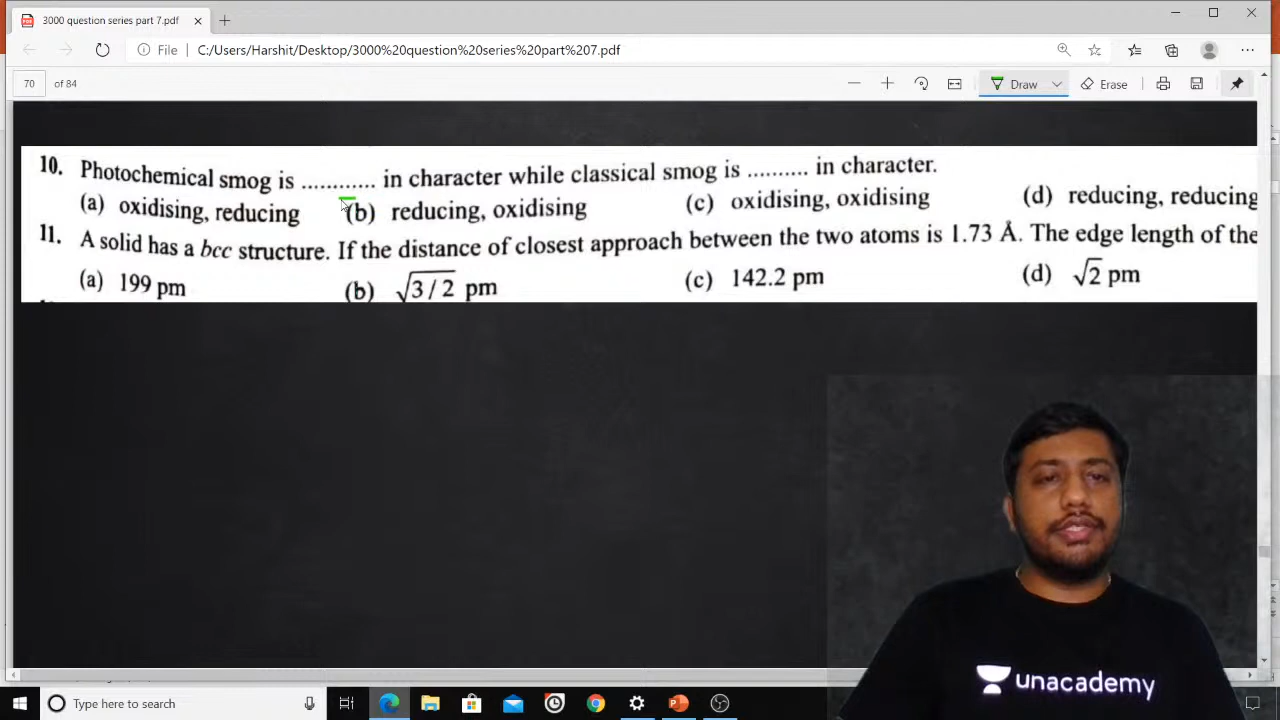 3000 question series part 7.pdf
File C:/Users/Harshit/Desktop/3000%20question%20series%20part%207.pdf
70 of 84 Draw Erase
10. Photochemical smog is ............ in character while classical smog is .......... in character.
(a) oxidising, reducing (b) reducing, oxidising (c) oxidising, oxidising (d) reducing, reducing
11. A solid has a bcc structure. If the distance of closest approach between the two atoms is 1.73 Å. The edge length of the
(a) 199 pm (b) √3/2 pm (c) 142.2 pm (d) √2 pm
unacademy
Type here to search